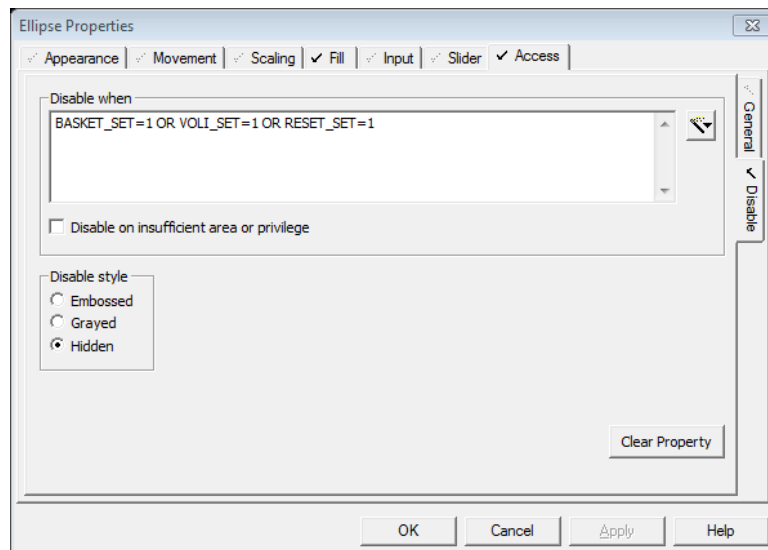 Ellipse Properties
Appearance Movement Scaling Fill Input Slider Access
General
Disable
Disable when
BASKET_SET=1 OR VOLI_SET=1 OR RESET_SET=1
Disable on insufficient area or privilege
Disable style
Embossed
Grayed
Hidden
Clear Property
OK Cancel Apply Help